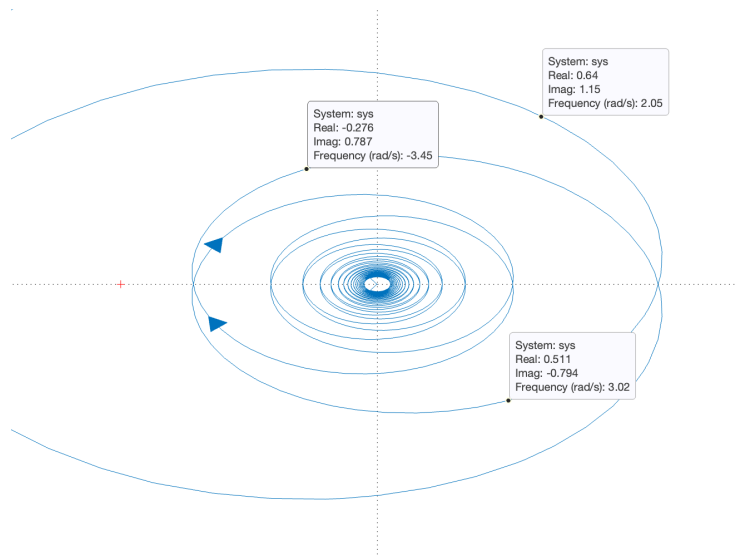 System: sys
Real: 0.64
Imag: 1.15
Frequency (rad/s): 2.05
System: sys
Real: -0.276
Imag: 0.787
Frequency (rad/s): -3.45
System: sys
Real: 0.511
Imag: -0.794
Frequency (rad/s): 3.02